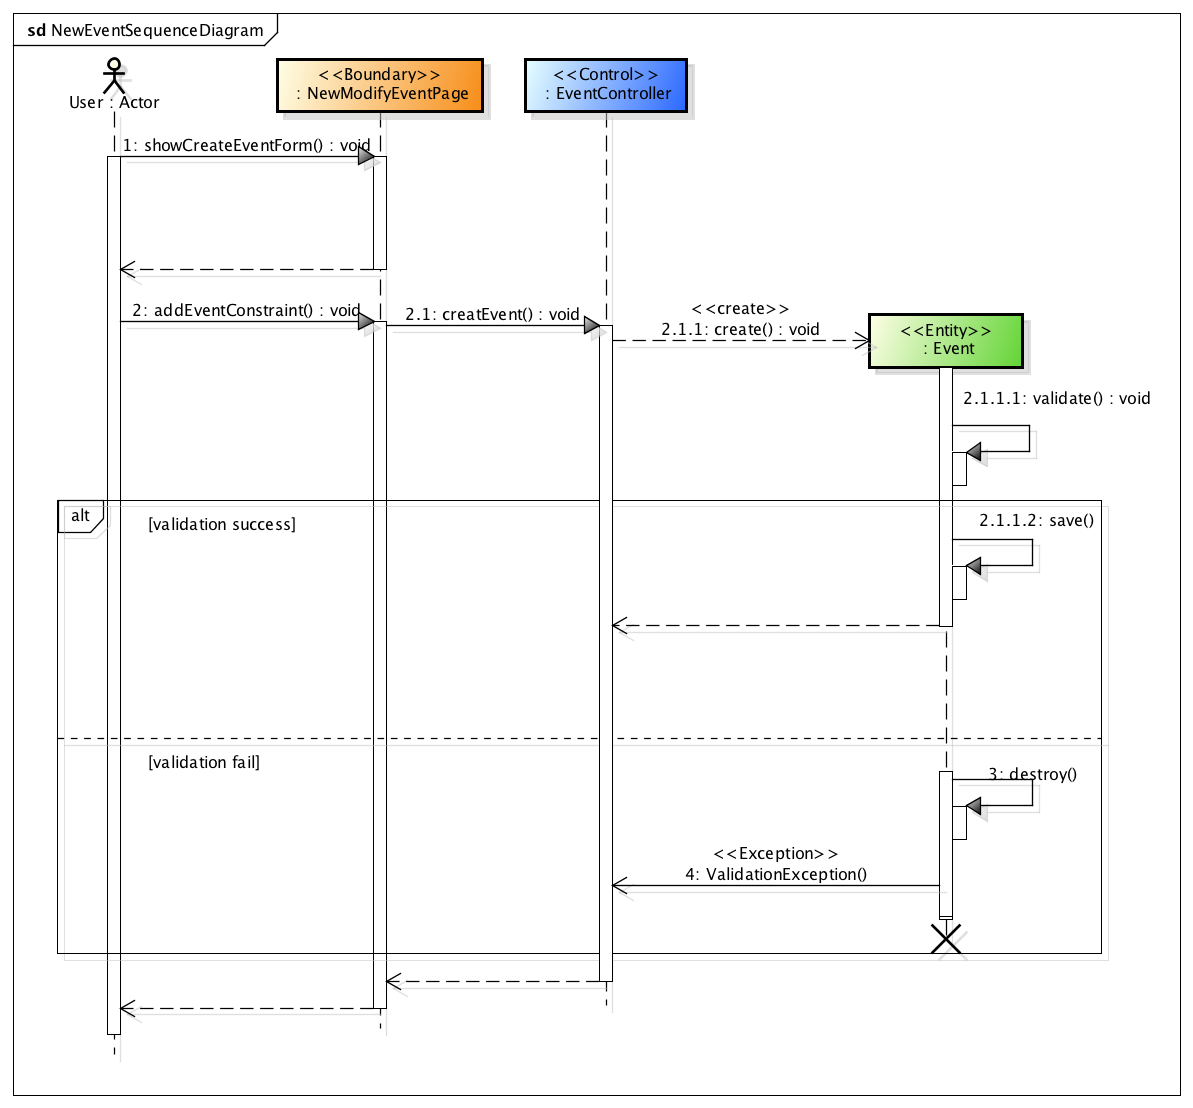 sd NewEventSequenceDiagram
User : Actor
<<Boundary>>
: NewModifyEventPage
<<Control>>
: EventController
1: showCreateEventForm() : void
2: addEventConstraint() : void
2.1: creatEvent() : void
<<create>>
2.1.1: create() : void
<<Entity>>
: Event
2.1.1.1: validate() : void
alt
[validation success]
2.1.1.2: save()
[validation fail]
3: destroy()
<<Exception>>
4: ValidationException()